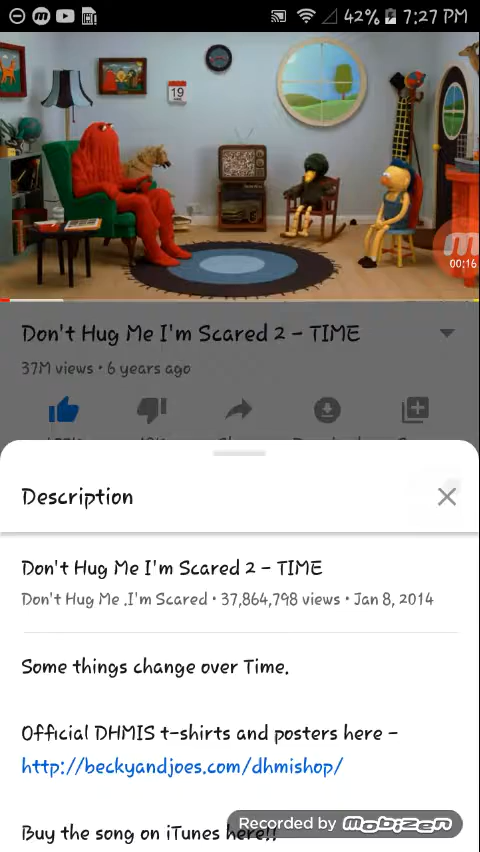 42% 7:27 PM
19
00:16
Don't Hug Me I'm Scared 2 - TIME
37M views • 6 years ago
Description
Don't Hug Me I'm Scared 2 - TIME
Don't Hug Me .I'm Scared • 37,864,798 views • Jan 8, 2014
Some things change over Time.
Official DHMIS t-shirts and posters here -
http://beckyandjoes.com/dhmishop/
Buy the song on iTunes here!!
Recorded by mobizen